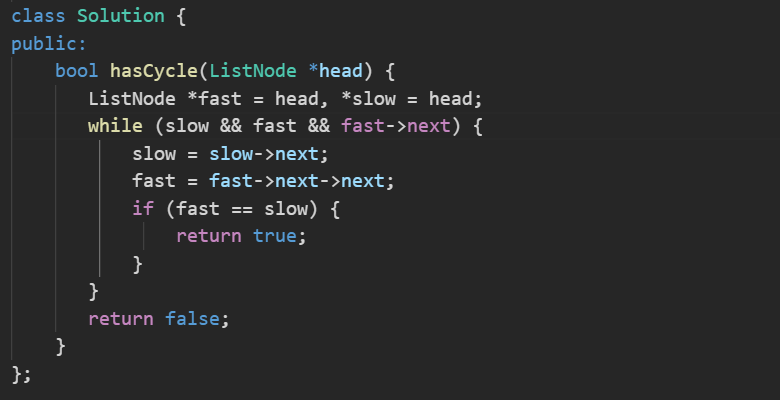 class Solution {
public:
    bool hasCycle(ListNode *head) {
       ListNode *fast = head, *slow = head;
       while (slow && fast && fast->next) {
           slow = slow->next;
           fast = fast->next->next;
           if (fast == slow) {
               return true;
           }
       }
       return false;
    }
};